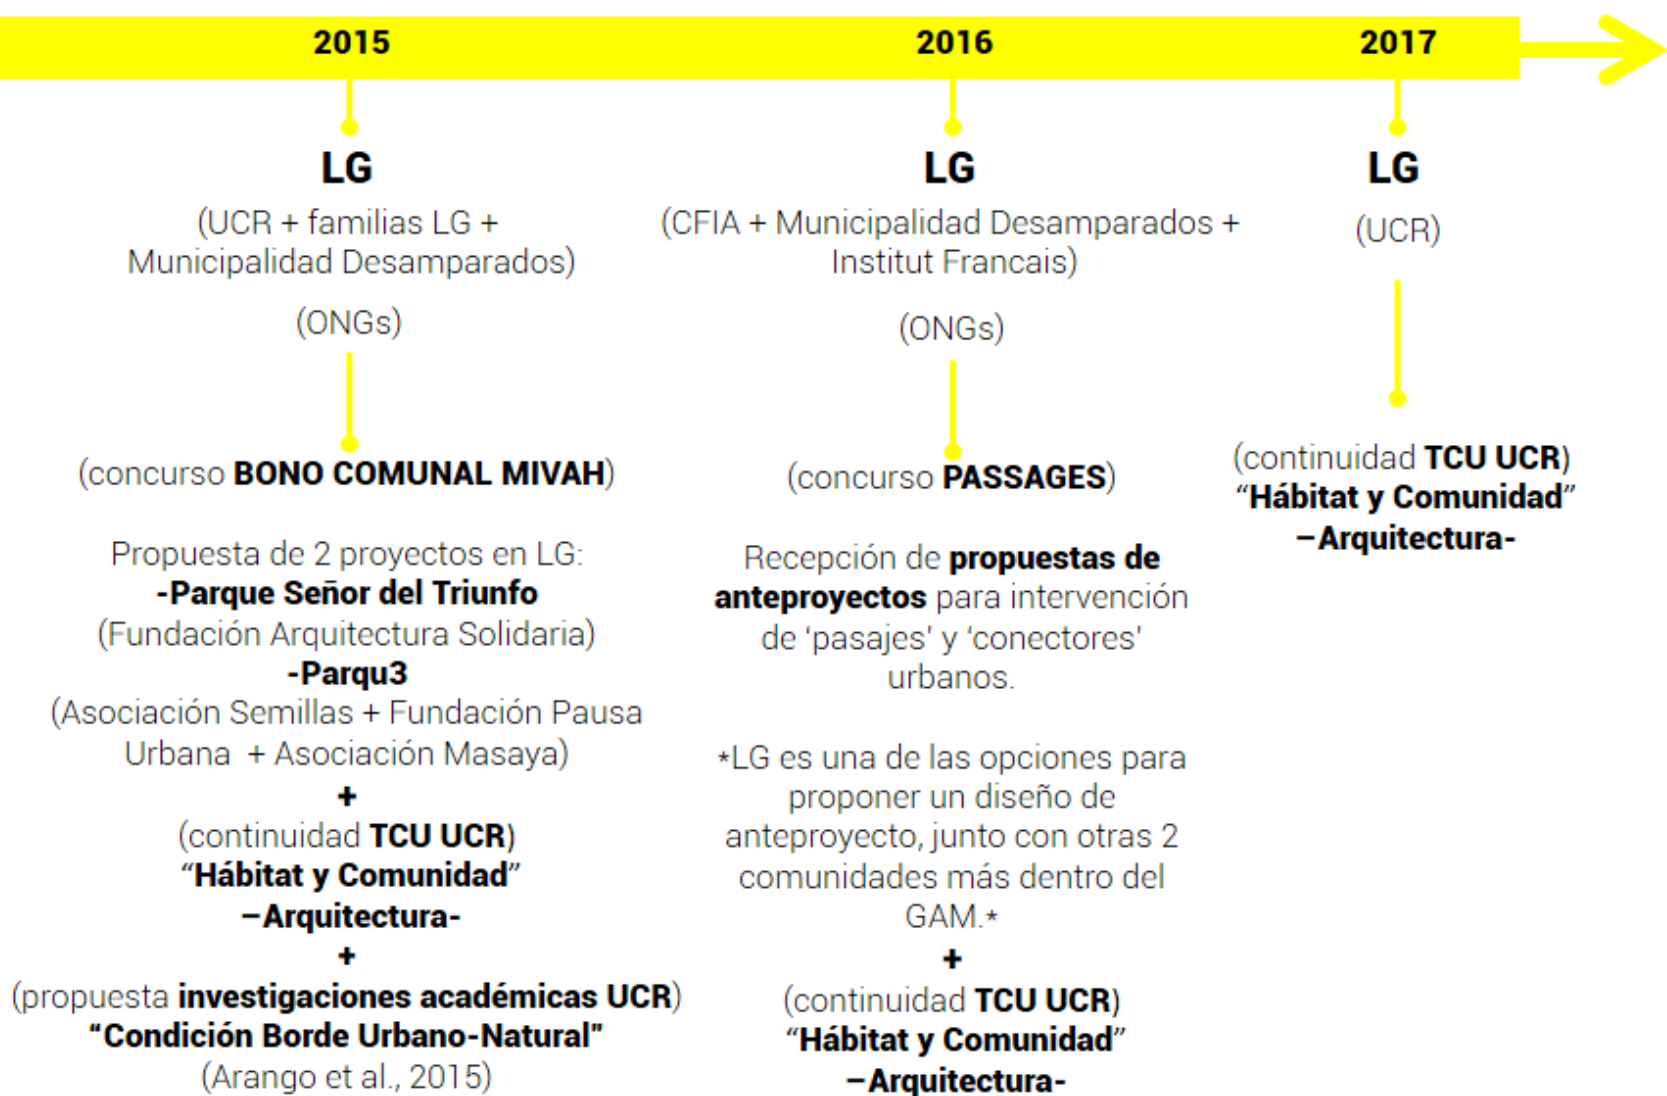 2015
LG
(UCR + familias LG +
Municipalidad Desamparados)
(ONGs)
(concurso BONO COMUNAL MIVAH)
Propuesta de 2 proyectos en LG:
-Parque Señor del Triunfo
(Fundación Arquitectura Solidaria)
-Parqu3
(Asociación Semillas + Fundación Pausa
Urbana + Asociación Masaya)
+
(continuidad TCU UCR)
“Hábitat y Comunidad”
–Arquitectura-
+
(propuesta investigaciones académicas UCR)
“Condición Borde Urbano-Natural”
(Arango et al., 2015)
2016
LG
(CFIA + Municipalidad Desamparados +
Institut Francais)
(ONGs)
(concurso PASSAGES)
Recepción de propuestas de
anteproyectos para intervención
de ‘pasajes’ y ‘conectores’
urbanos.
*LG es una de las opciones para
proponer un diseño de
anteproyecto, junto con otras 2
comunidades más dentro del
GAM.*
+
(continuidad TCU UCR)
“Hábitat y Comunidad”
–Arquitectura-
2017
LG
(UCR)
(continuidad TCU UCR)
“Hábitat y Comunidad”
–Arquitectura-